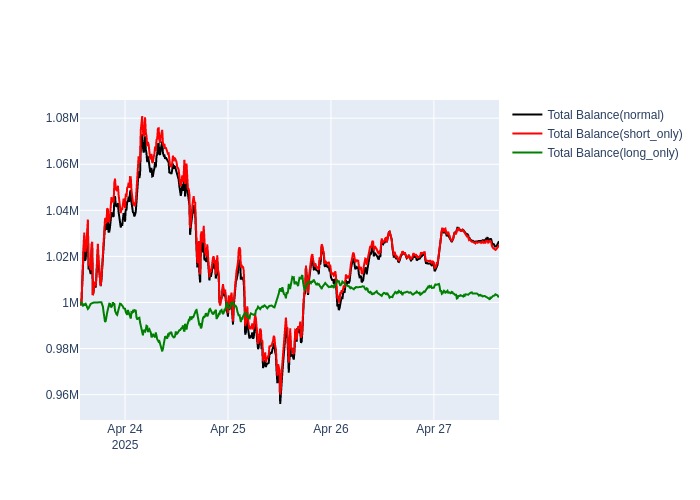 1.08M
1.06M
1.04M
1.02M
1M
0.98M
0.96M
Apr 24
2025
Apr 25
Apr 26
Apr 27
Total Balance(normal)
Total Balance(short_only)
Total Balance(long_only)